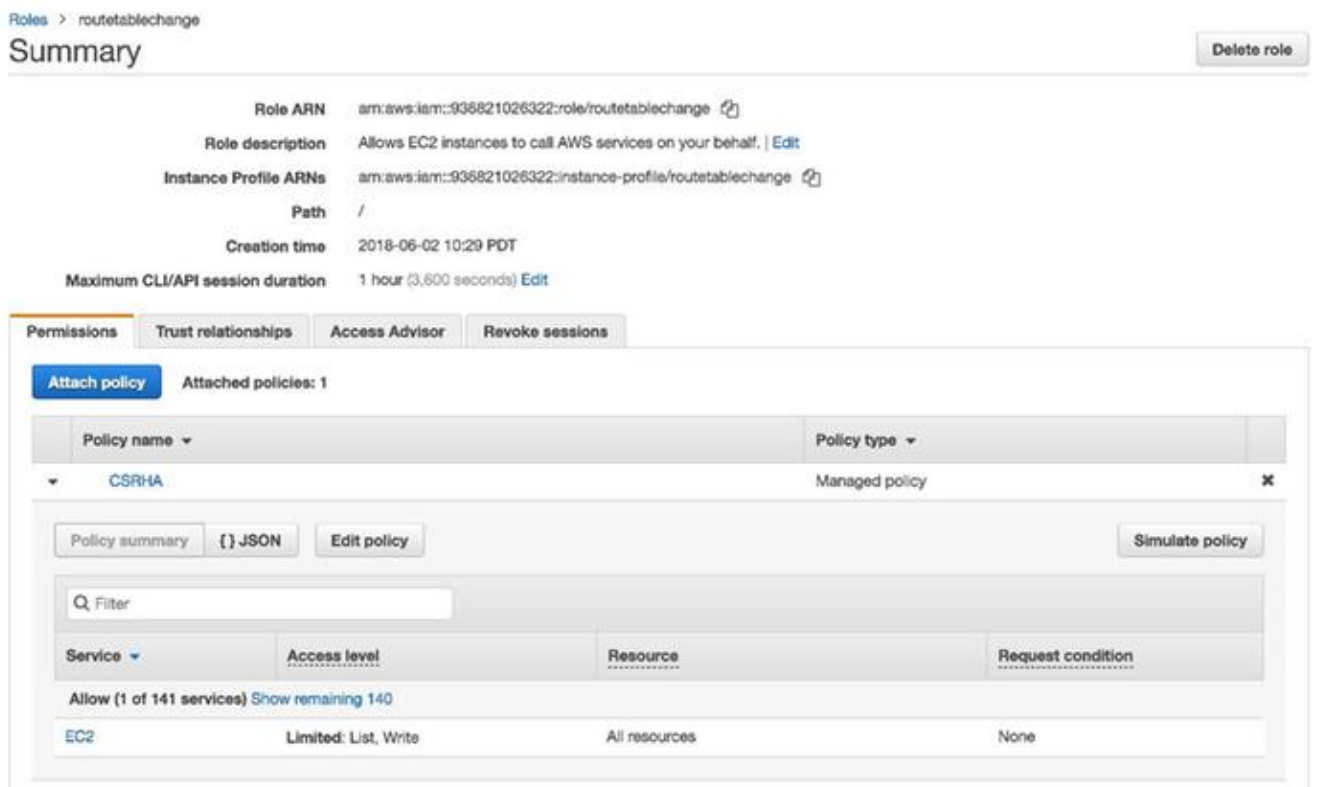 Roles > routetablechange
Summary
Delete role
Role ARN arn:aws:iam::936821026322:role/routetablechange
Role description Allows EC2 instances to call AWS services on your behalf. | Edit
Instance Profile ARNs arn:aws:iam::936821026322:instance-profile/routetablechange
Path /
Creation time 2018-06-02 10:29 PDT
Maximum CLI/API session duration 1 hour (3,600 seconds) Edit
Permissions Trust relationships Access Advisor Revoke sessions
Attach policy Attached policies: 1
Policy name Policy type
CSRHA Managed policy
Policy summary {} JSON Edit policy Simulate policy
Filter
Service Access level Resource Request condition
Allow (1 of 141 services) Show remaining 140
EC2 Limited: List, Write All resources None